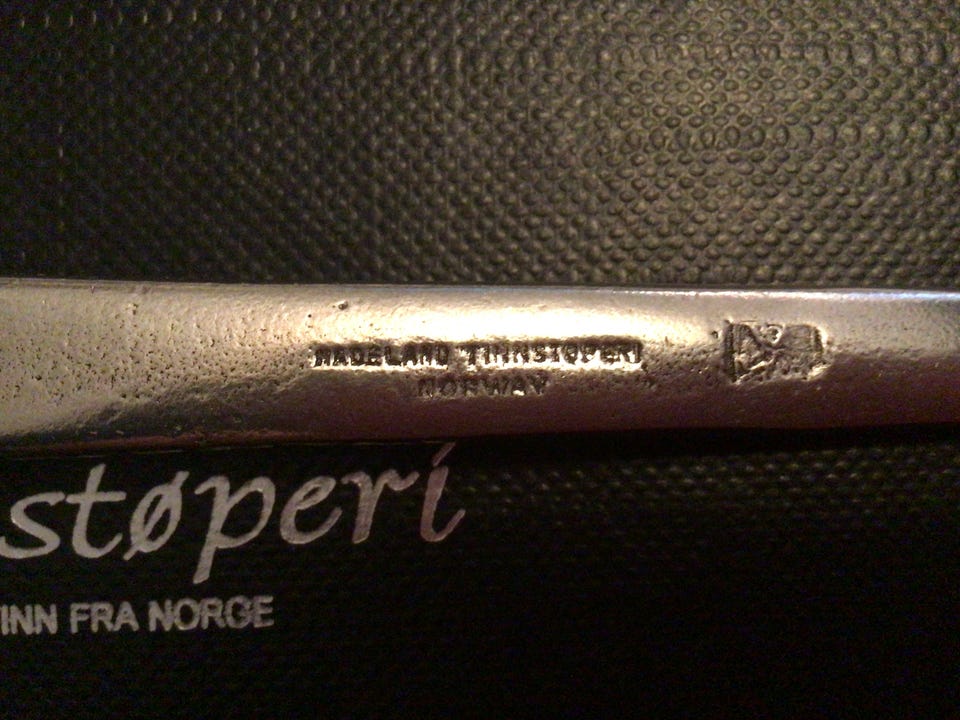 HADELAND TINNSTØPERI
NORWAY
støperi
INN FRA NORGE